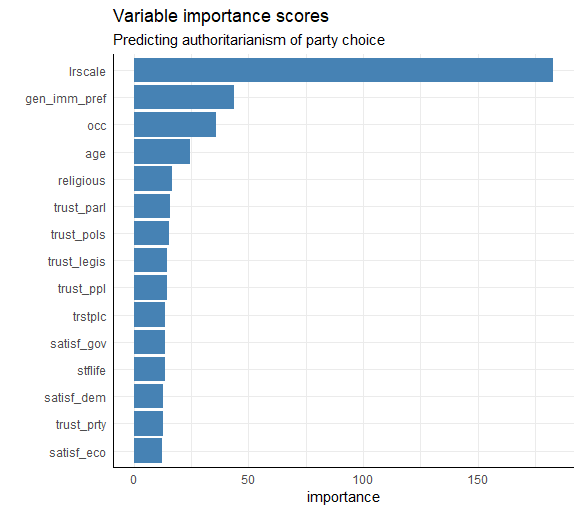 Variable importance scores
Predicting authoritarianism of party choice
lrscale
gen_imm_pref
occ
age
religious
trust_parl
trust_pols
trust_legis
trust_ppl
trstplc
satisf_gov
stflife
satisf_dem
trust_prty
satisf_eco
0 50 100 150
importance